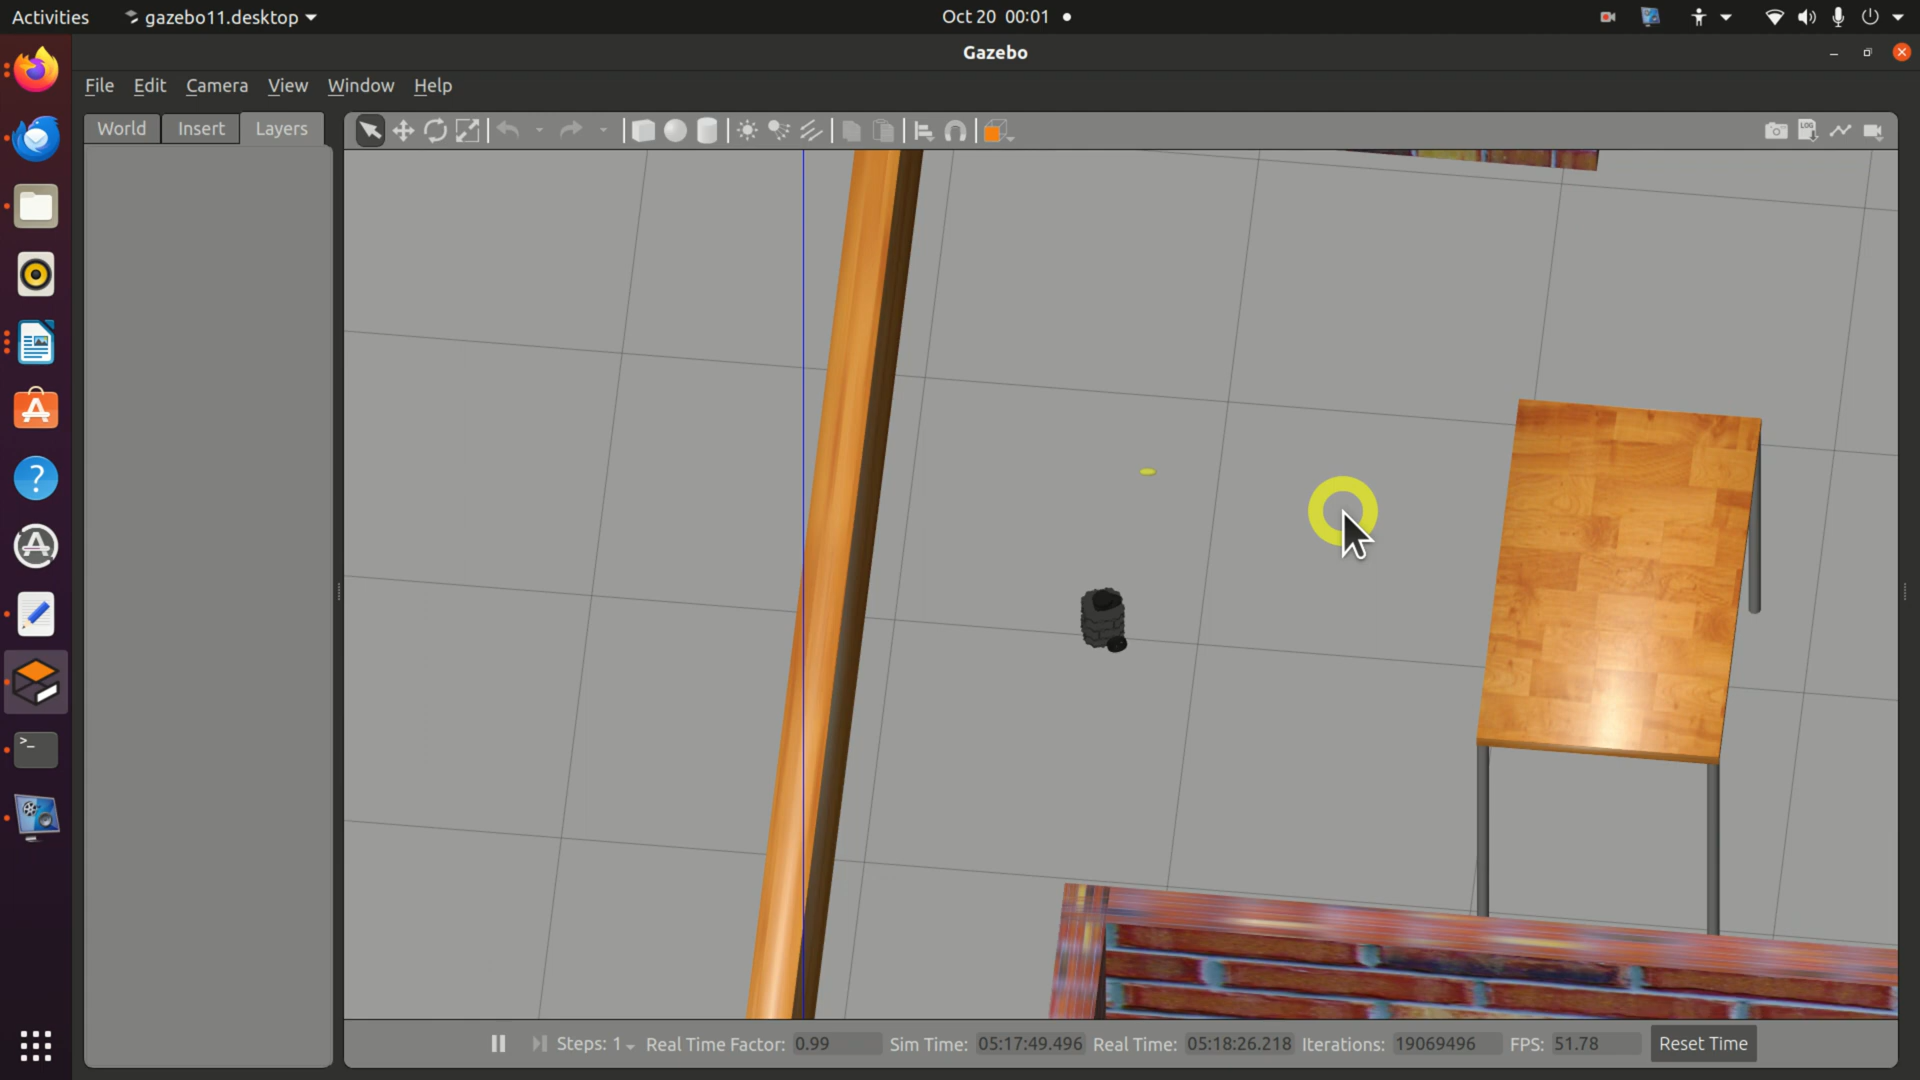 Activities gazebo11.desktop Oct 20 00:01
Gazebo
File Edit Camera View Window Help
World Insert Layers
LOG
Steps: 1 Real Time Factor: 0.99 Sim Time: 05:17:49.496 Real Time: 05:18:26.218 Iterations: 19069496 FPS: 51.78 Reset Time